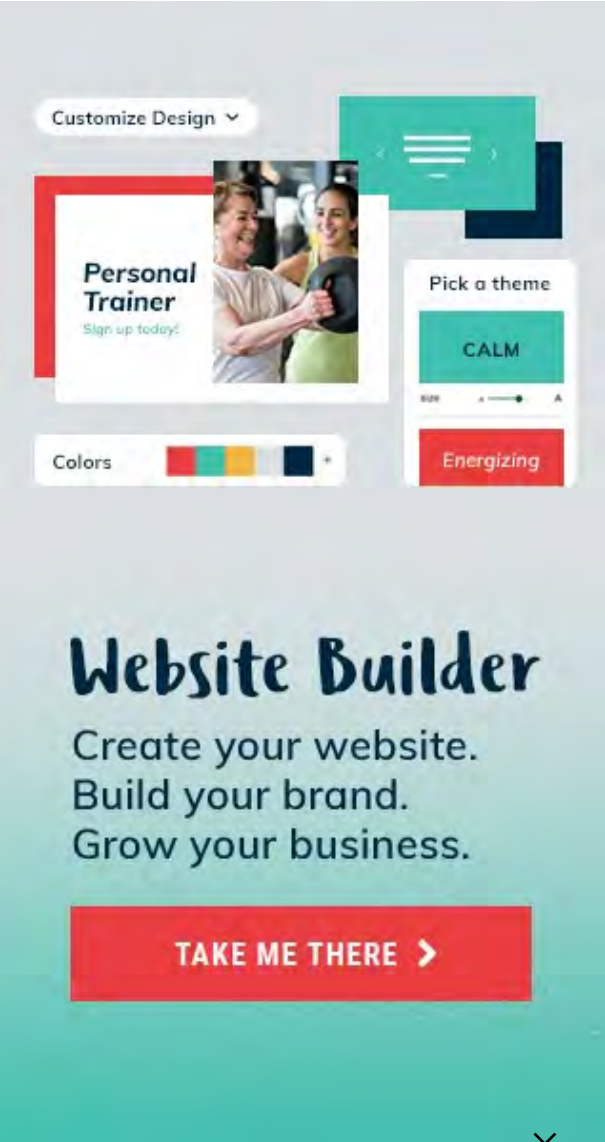 Customize Design
Personal
Trainer
Sign up today!
Pick a theme
CALM
SIZE A A
Energizing
Colors +
Website Builder
Create your website.
Build your brand.
Grow your business.
TAKE ME THERE